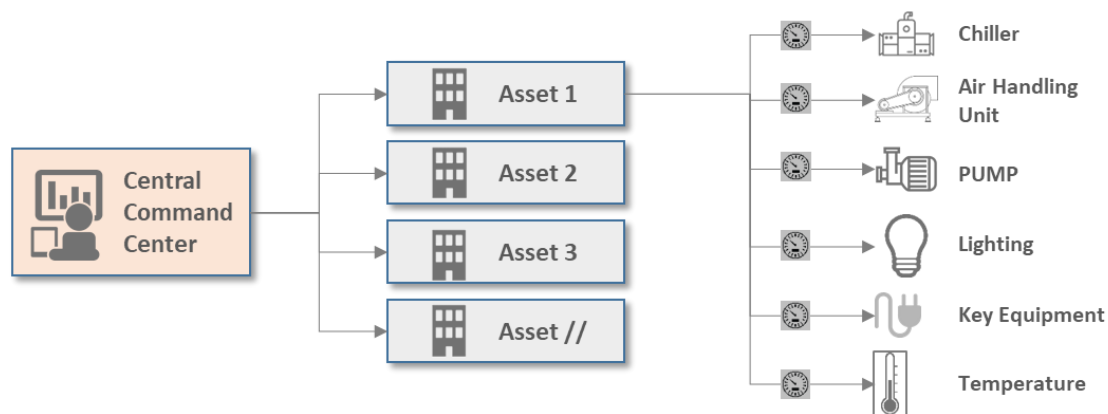 Central
Command
Center
Asset 1
Asset 2
Asset 3
Asset //
Chiller
Air Handling
Unit
PUMP
Lighting
Key Equipment
Temperature